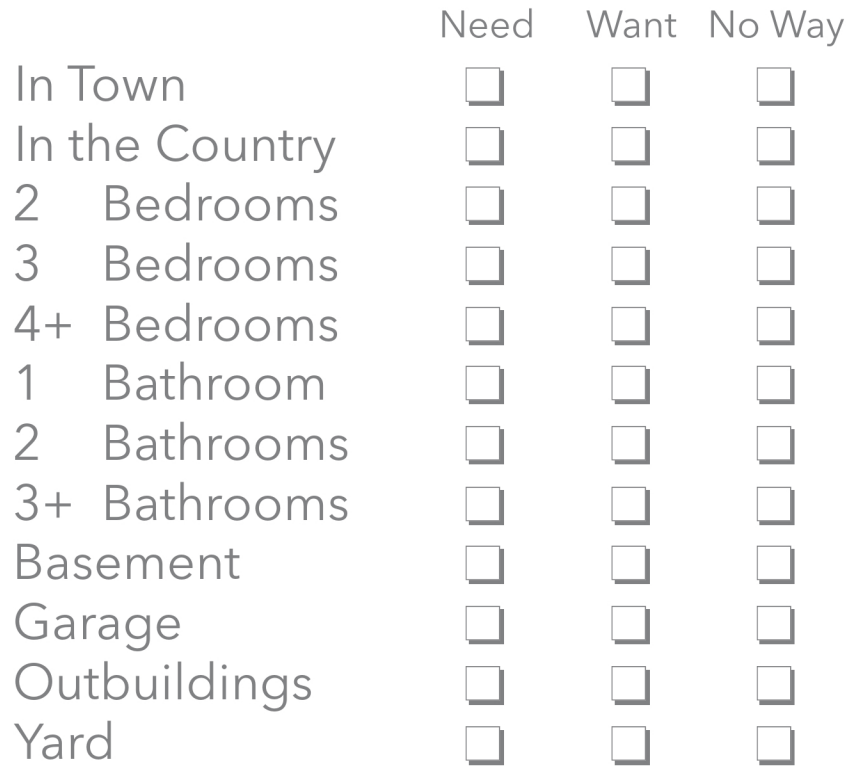 Need Want No Way
In Town
In the Country
2 Bedrooms
3 Bedrooms
4+ Bedrooms
1 Bathroom
2 Bathrooms
3+ Bathrooms
Basement
Garage
Outbuildings
Yard